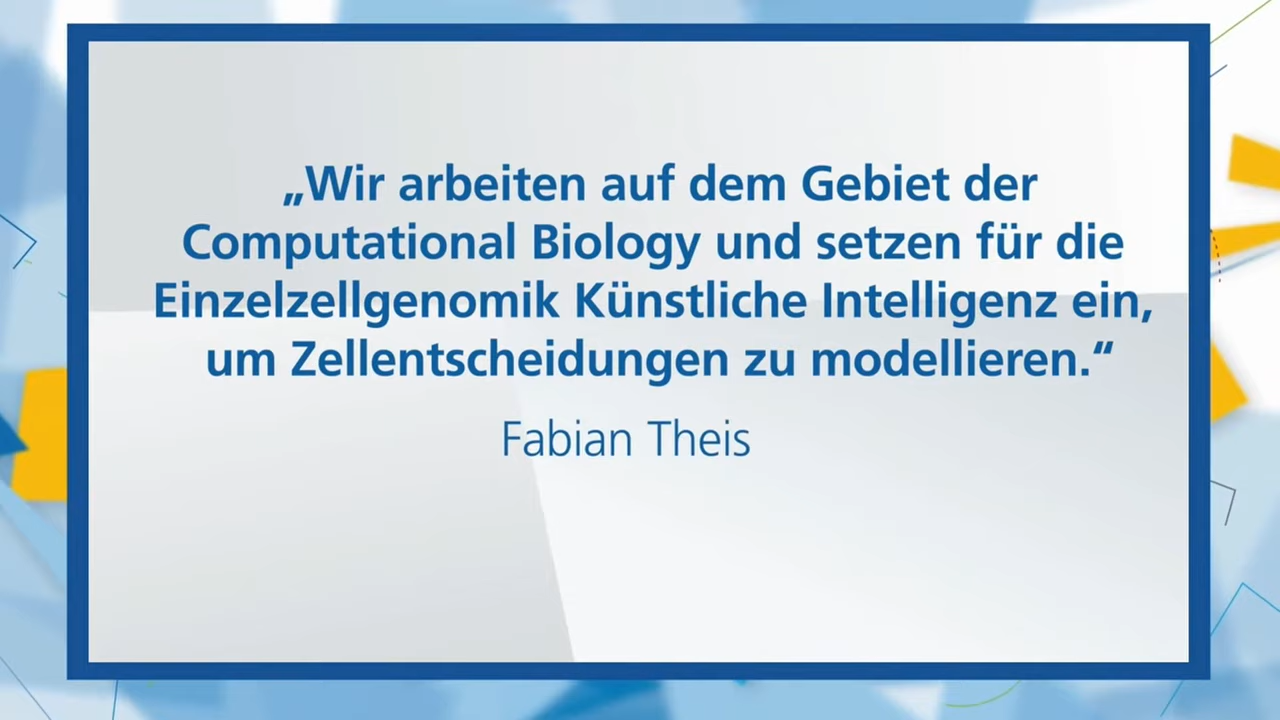 „Wir arbeiten auf dem Gebiet der
Computational Biology und setzen für die
Einzelzellgenomik Künstliche Intelligenz ein,
um Zellentscheidungen zu modellieren.“
Fabian Theis